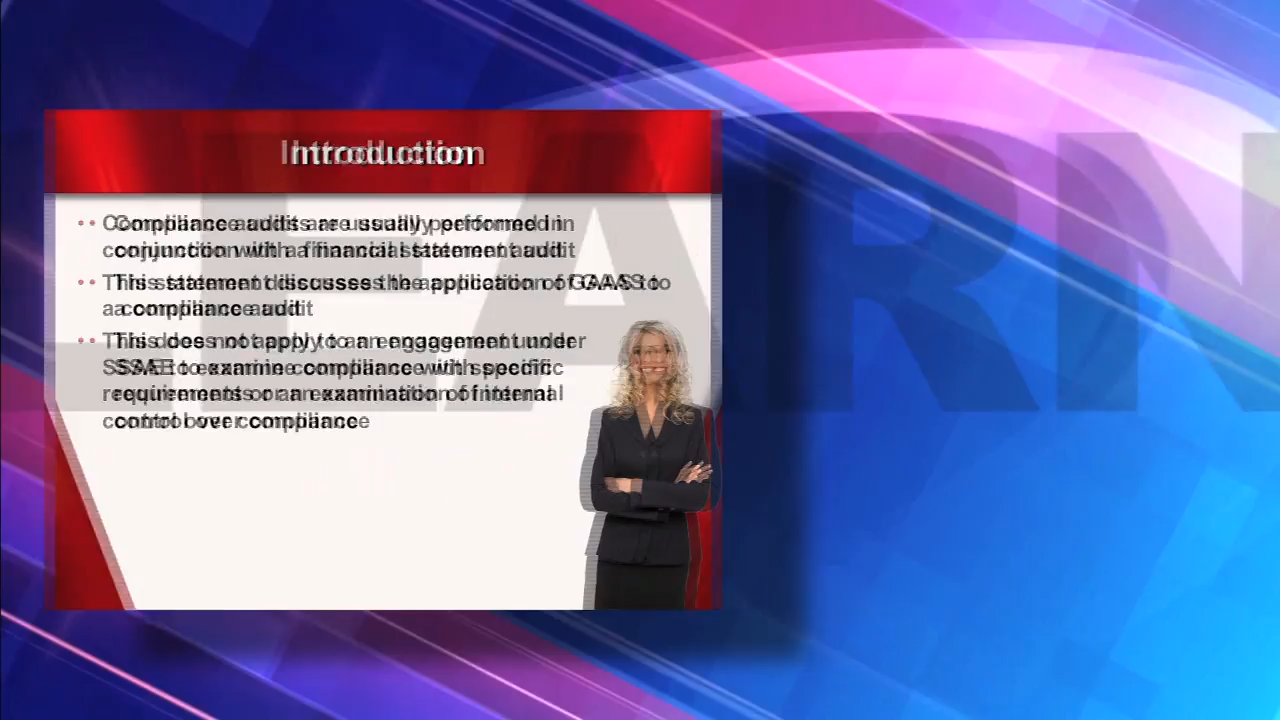 Introduction
• Compliance audits are usually performed in
conjunction with a financial statement audit
• This statement discusses the application of GAAS to
a compliance audit
• This does not apply to an engagement under
SSAE to examine compliance with specific
requirements or an examination of internal
control over compliance
EARN